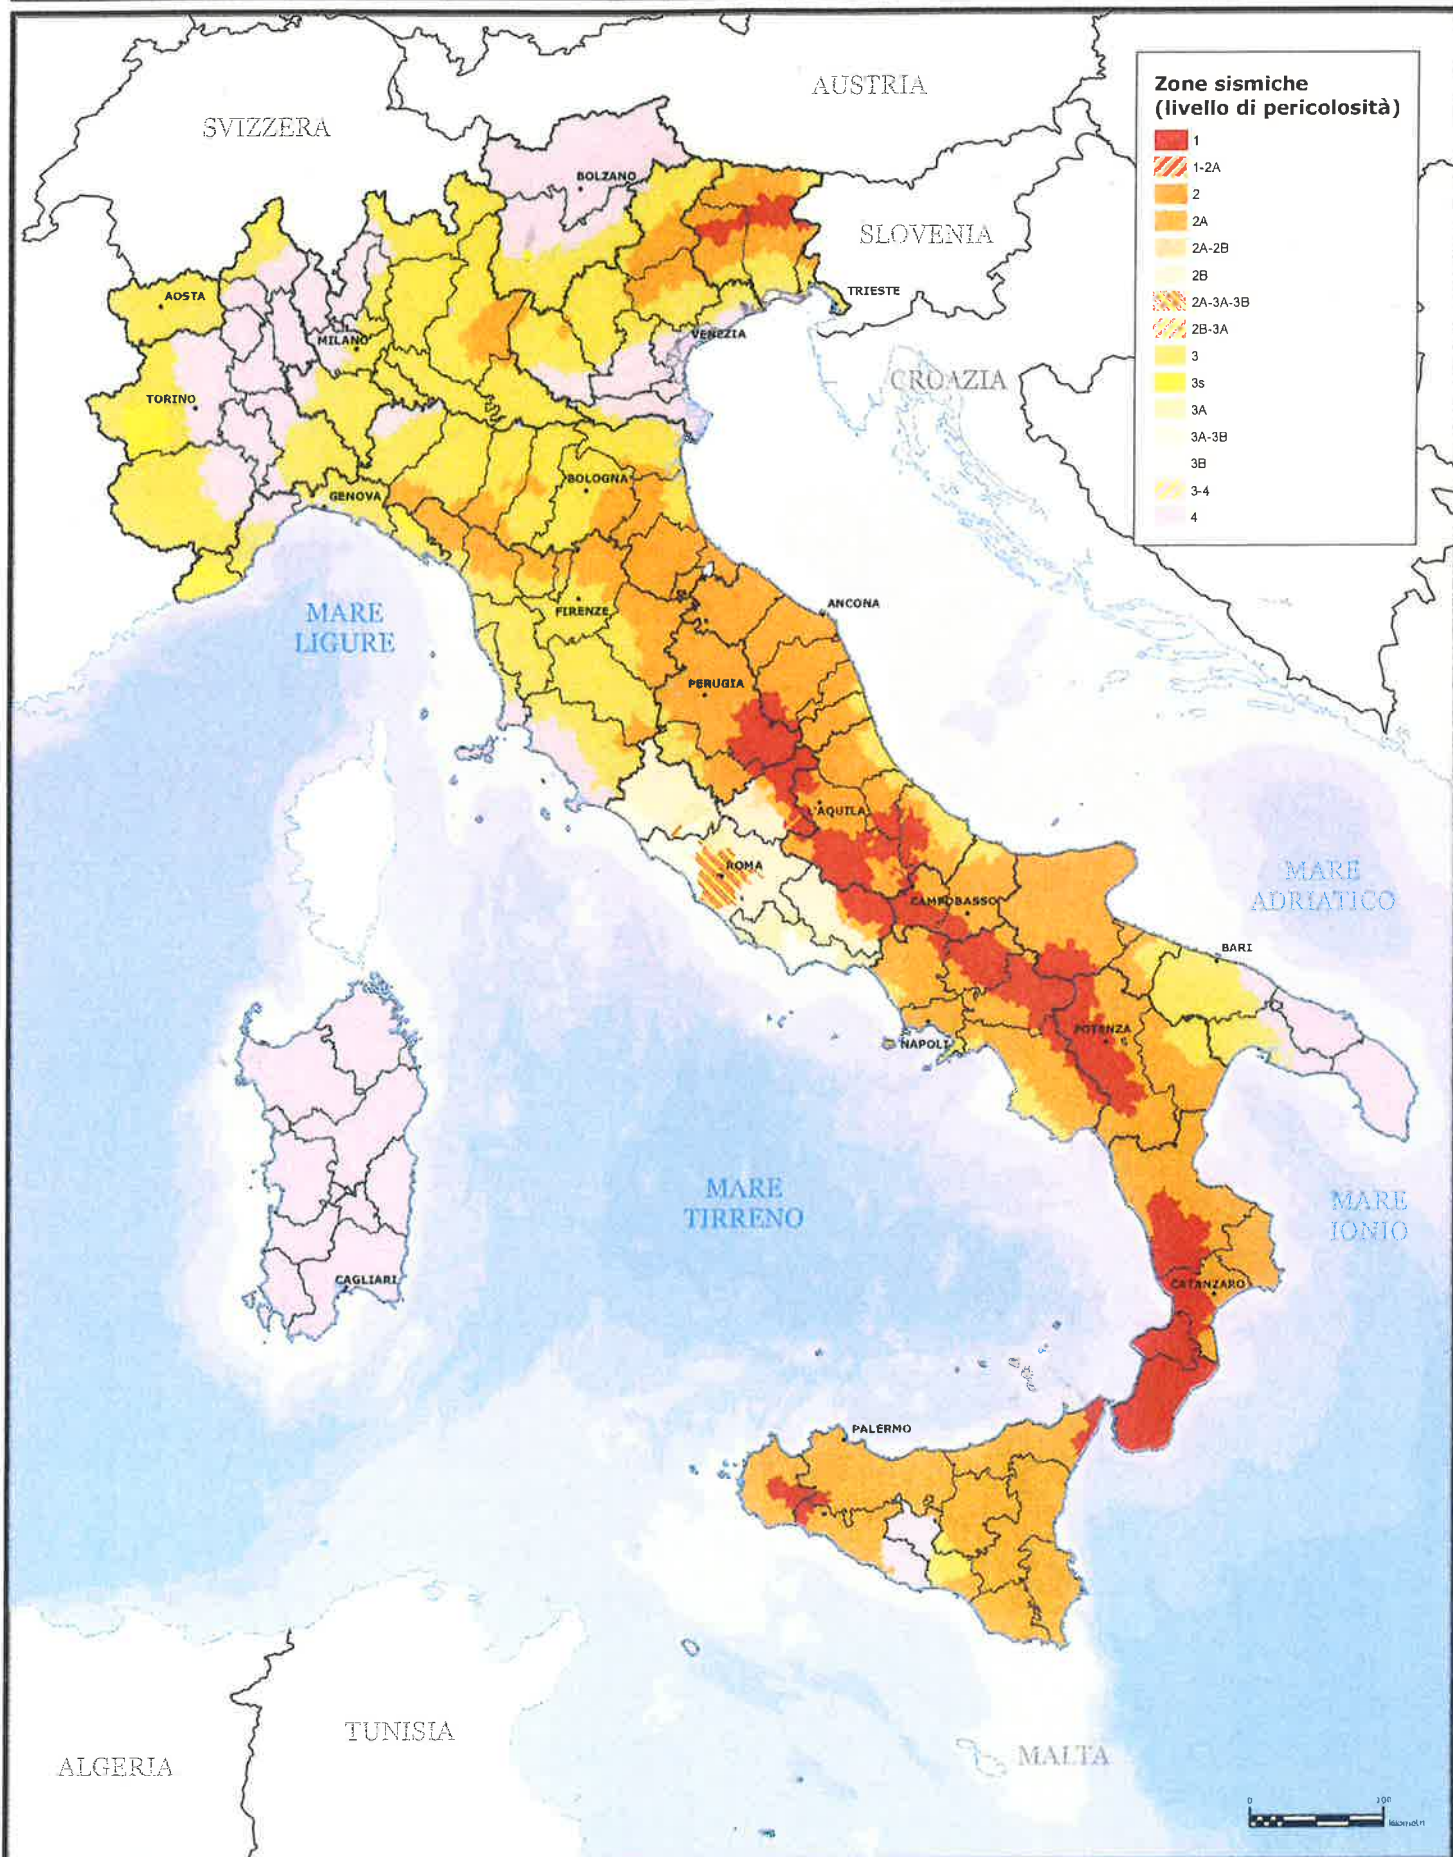 AUSTRIA
SVIZZERA
Zone sismiche
(livello di pericolosità)
1
1-2A
2
2A
2A-2B
2B
2A-3A-3B
2B-3A
3
3s
3A
3A-3B
3B
3-4
4
BOLZANO
SLOVENIA
AOSTA
TRIESTE
MILANO
VENEZIA
CROAZIA
TORINO
BOLOGNA
GENOVA
MARE
LIGURE
FIRENZE
ANCONA
PERUGIA
L'AQUILA
ROMA
MARE
ADRIATICO
CAMPOBASSO
BARI
POTENZA
NAPOLI
MARE
TIRRENO
MARE
IONIO
CAGLIARI
CATANZARO
PALERMO
TUNISIA
ALGERIA
MALTA
0 100
kilometri